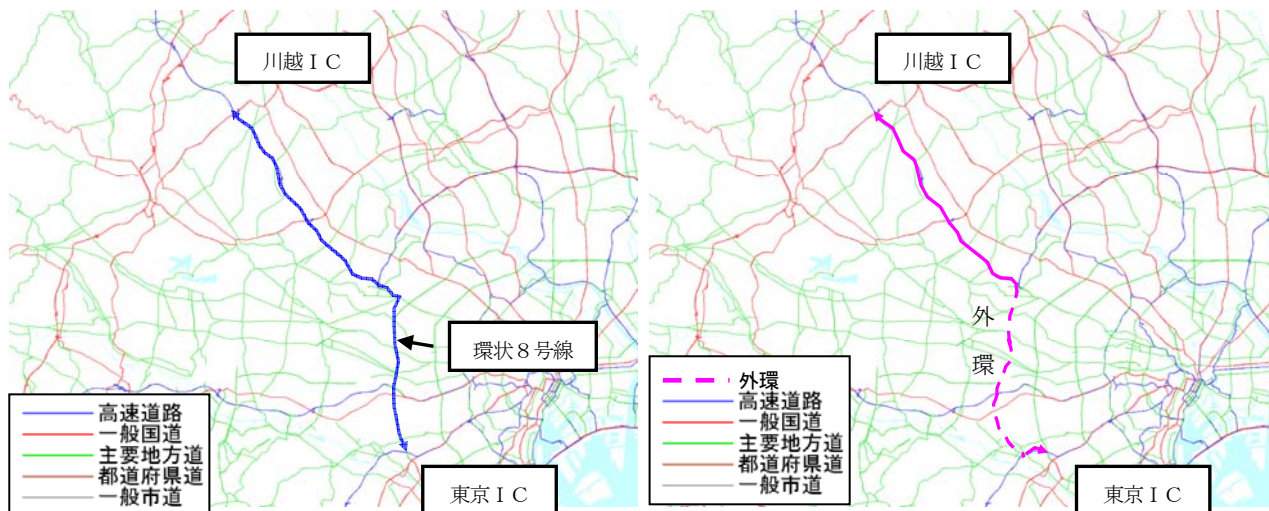 川越ＩＣ
環状８号線
高速道路
一般国道
主要地方道
都道府県道
一般市道
東京ＩＣ
川越ＩＣ
外
環
外環
高速道路
一般国道
主要地方道
都道府県道
一般市道
東京ＩＣ